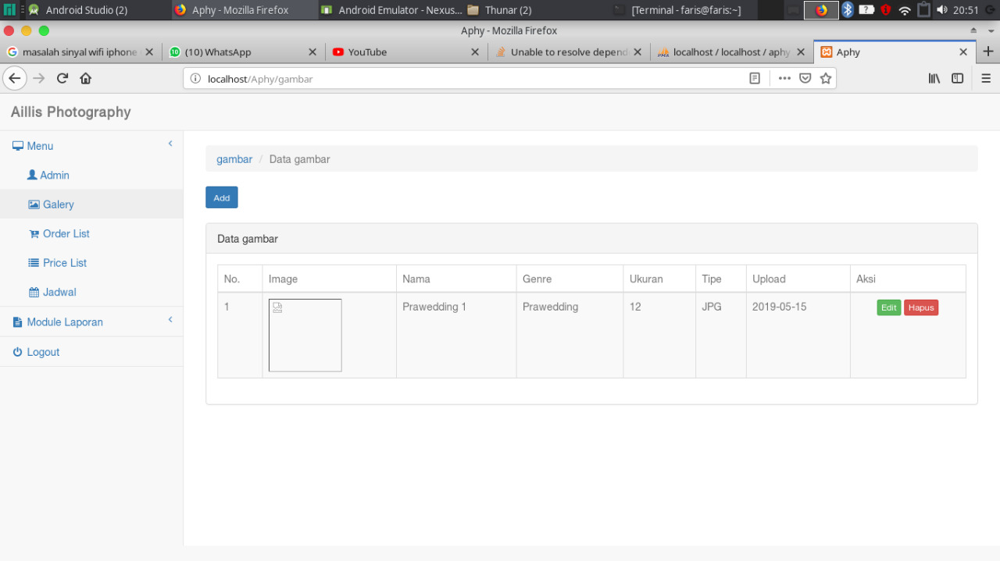 Android Studio (2) Aphy - Mozilla Firefox Android Emulator - Nexus... Thunar (2) [Terminal - faris@faris:~] 20:51
Aphy - Mozilla Firefox
masalah sinyal wifi iphone (10) WhatsApp YouTube Unable to resolve depend localhost / localhost / aphy Aphy
localhost/Aphy/gambar
Aillis Photography
Menu
Admin
Galery
Order List
Price List
Jadwal
Module Laporan
Logout
gambar / Data gambar
Add
Data gambar
No. Image Nama Genre Ukuran Tipe Upload Aksi
1 Prawedding 1 Prawedding 12 JPG 2019-05-15 Edit Hapus